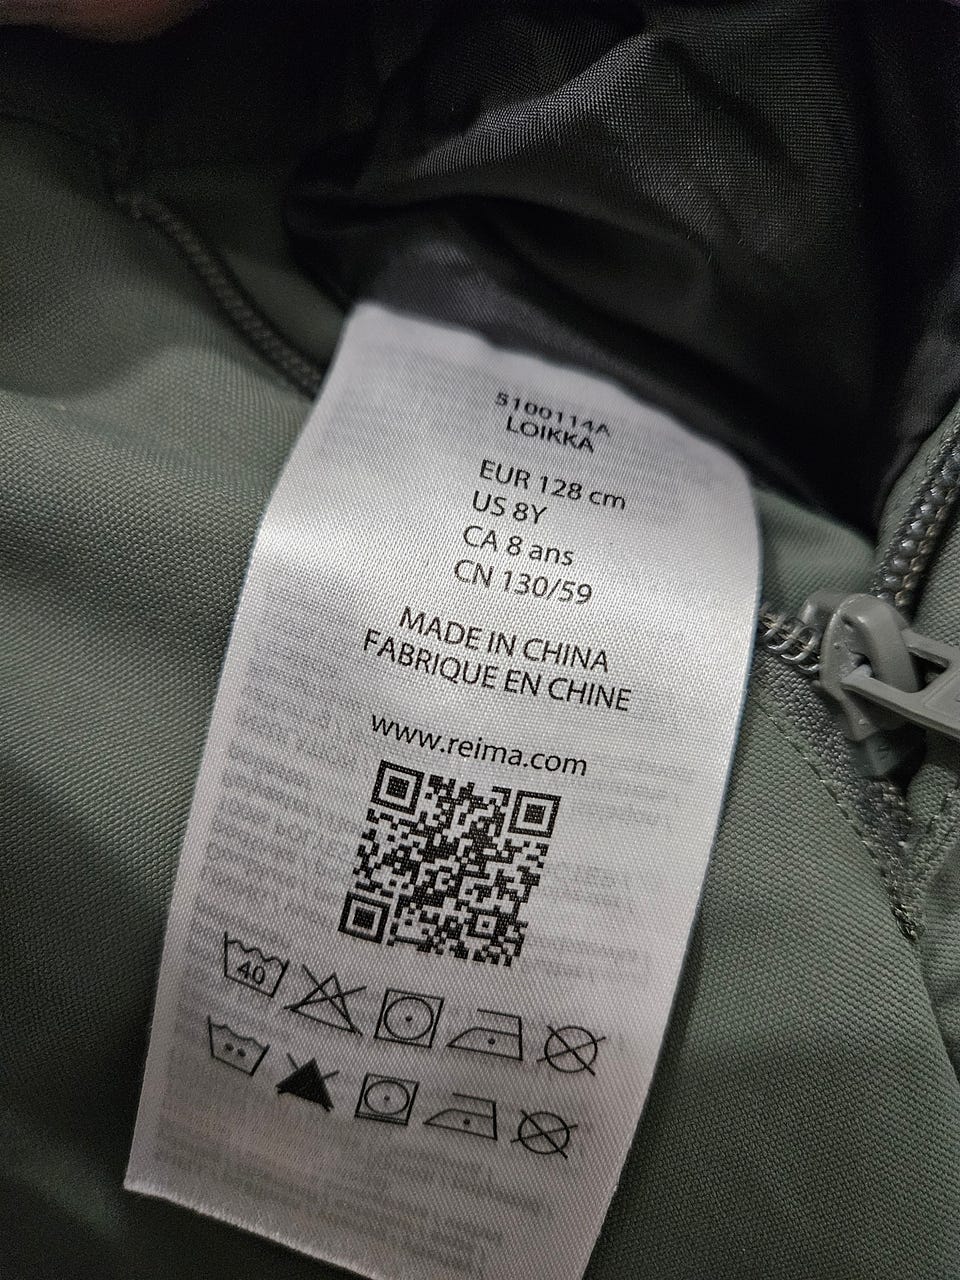 5100114A
LOIKKA
EUR 128 cm
US 8Y
CA 8 ans
CN 130/59
MADE IN CHINA
FABRIQUE EN CHINE
www.reima.com
40